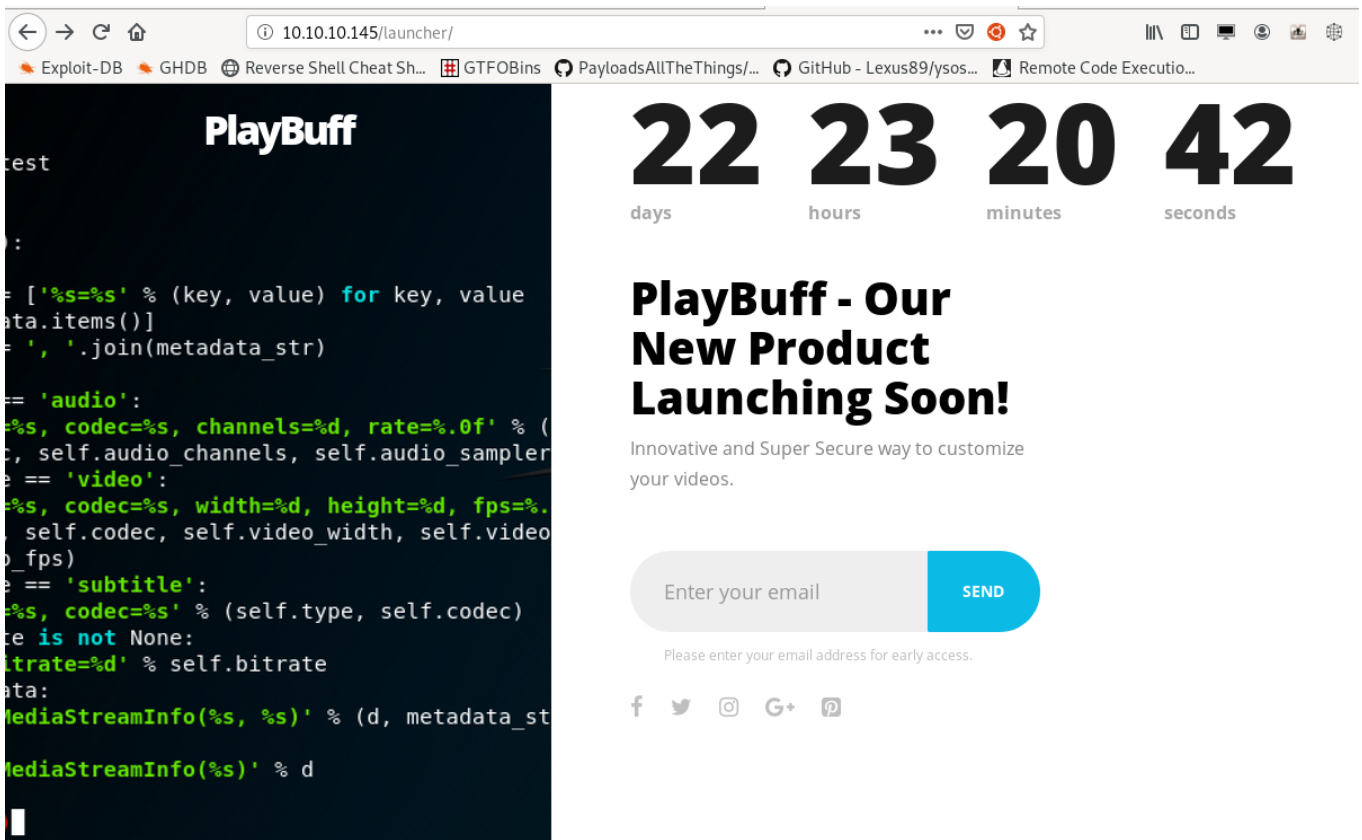 10.10.10.145/launcher/
Exploit-DB GHDB Reverse Shell Cheat Sh... GTFOBins PayloadsAllTheThings/... GitHub - Lexus89/ysos... Remote Code Executio...
PlayBuff
test
):
= ['%s=%s' % (key, value) for key, value
ata.items()]
= ', '.join(metadata_str)
== 'audio':
=%s, codec=%s, channels=%d, rate=%.0f' % (
c, self.audio_channels, self.audio_sampler
e == 'video':
=%s, codec=%s, width=%d, height=%d, fps=%.
, self.codec, self.video_width, self.video
o_fps)
e == 'subtitle':
=%s, codec=%s' % (self.type, self.codec)
te is not None:
itrate=%d' % self.bitrate
ata:
MediaStreamInfo(%s, %s)' % (d, metadata_st
MediaStreamInfo(%s)' % d
22 23 20 42
days hours minutes seconds
PlayBuff - Our
New Product
Launching Soon!
Innovative and Super Secure way to customize
your videos.
Enter your email SEND
Please enter your email address for early access.